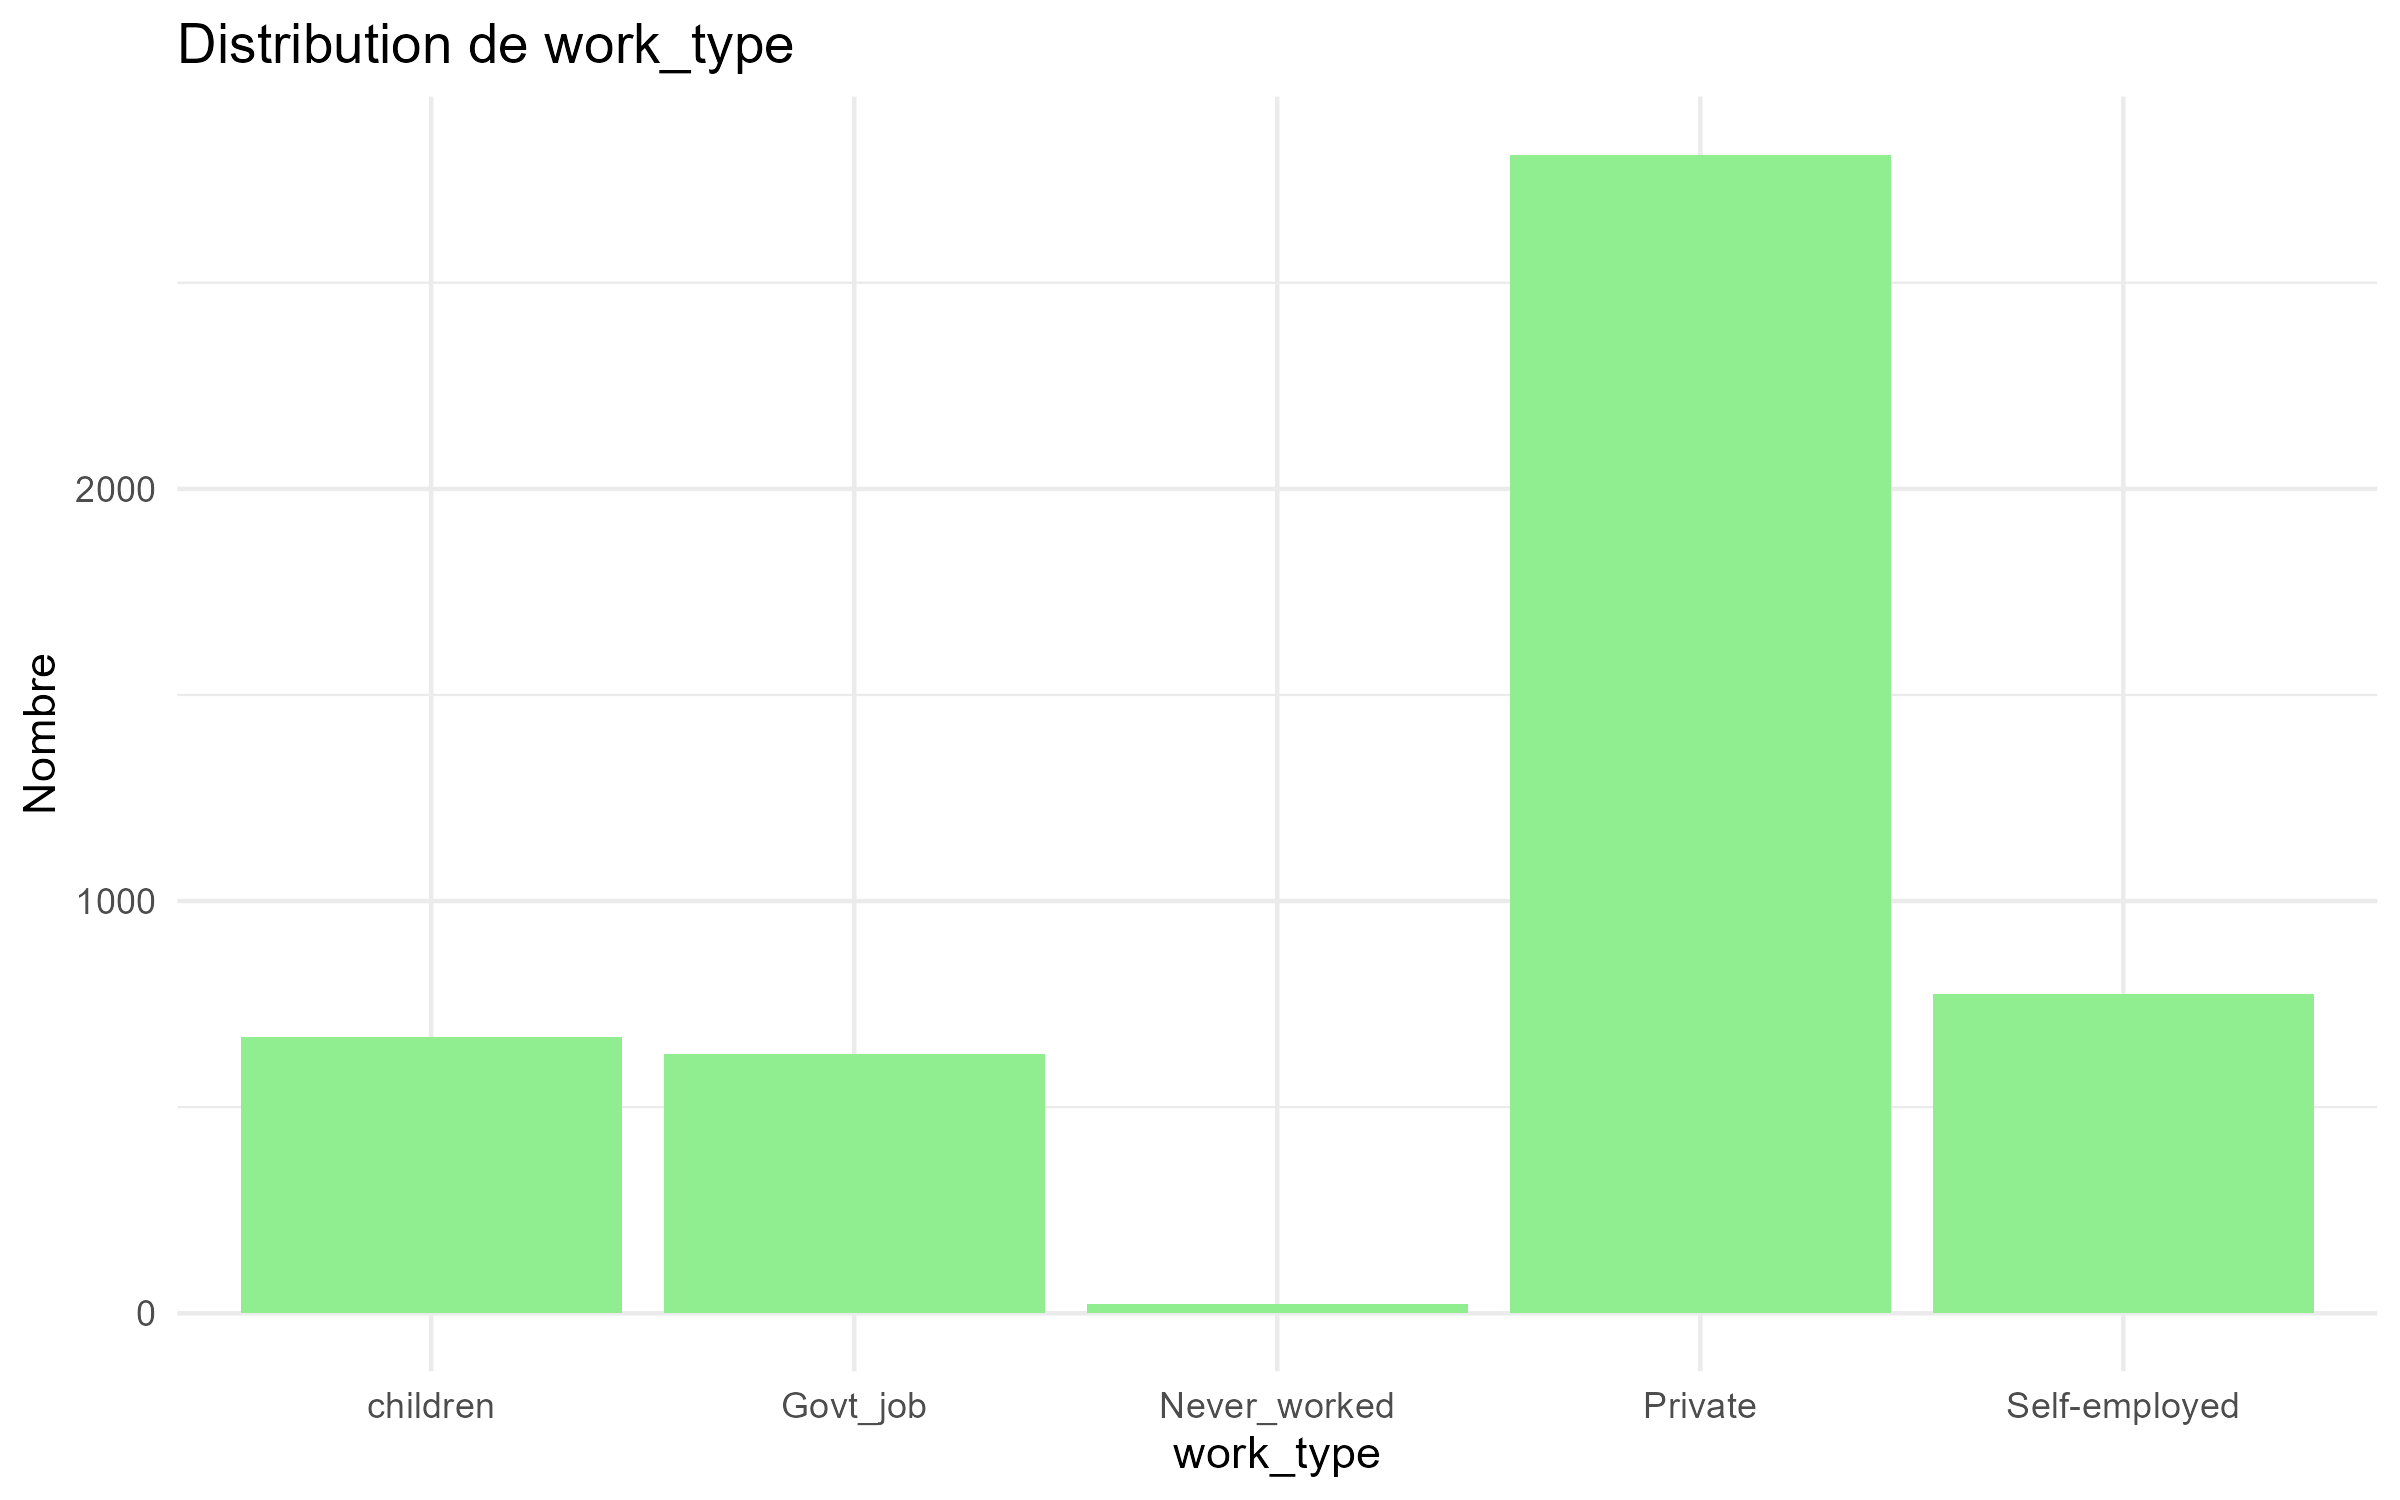 Distribution de work_type
Nombre
2000
1000
0
children
Govt_job
Never_worked
Private
Self-employed
work_type